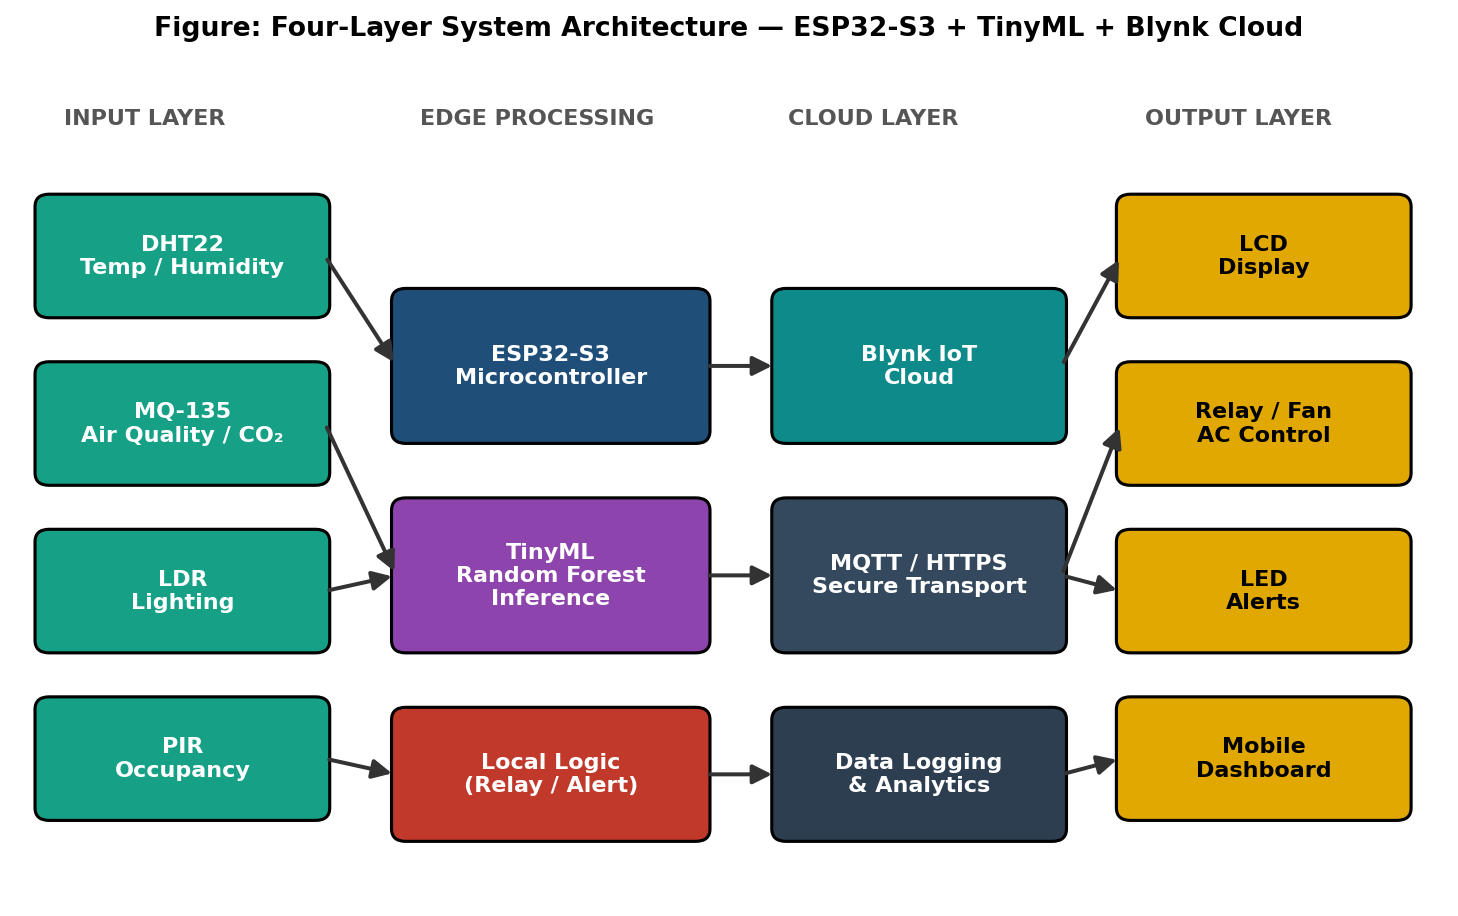 Figure: Four-Layer System Architecture — ESP32-S3 + TinyML + Blynk Cloud
INPUT LAYER
EDGE PROCESSING
CLOUD LAYER
OUTPUT LAYER
DHT22
Temp / Humidity
MQ-135
Air Quality / CO₂
LDR
Lighting
PIR
Occupancy
ESP32-S3
Microcontroller
TinyML
Random Forest
Inference
Local Logic
(Relay / Alert)
Blynk IoT
Cloud
MQTT / HTTPS
Secure Transport
Data Logging
& Analytics
LCD
Display
Relay / Fan
AC Control
LED
Alerts
Mobile
Dashboard